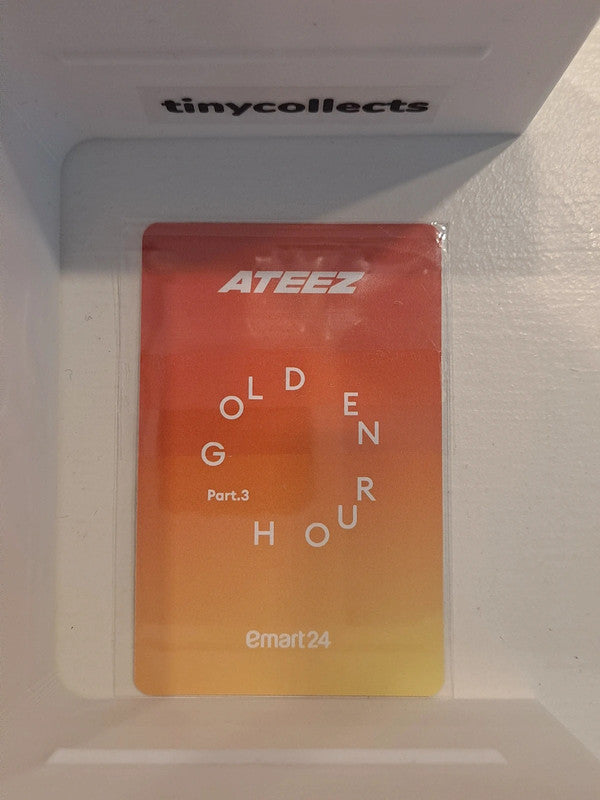 tinycollects
ATEEZ
GOLDEN
HOUR
Part.3
emart24